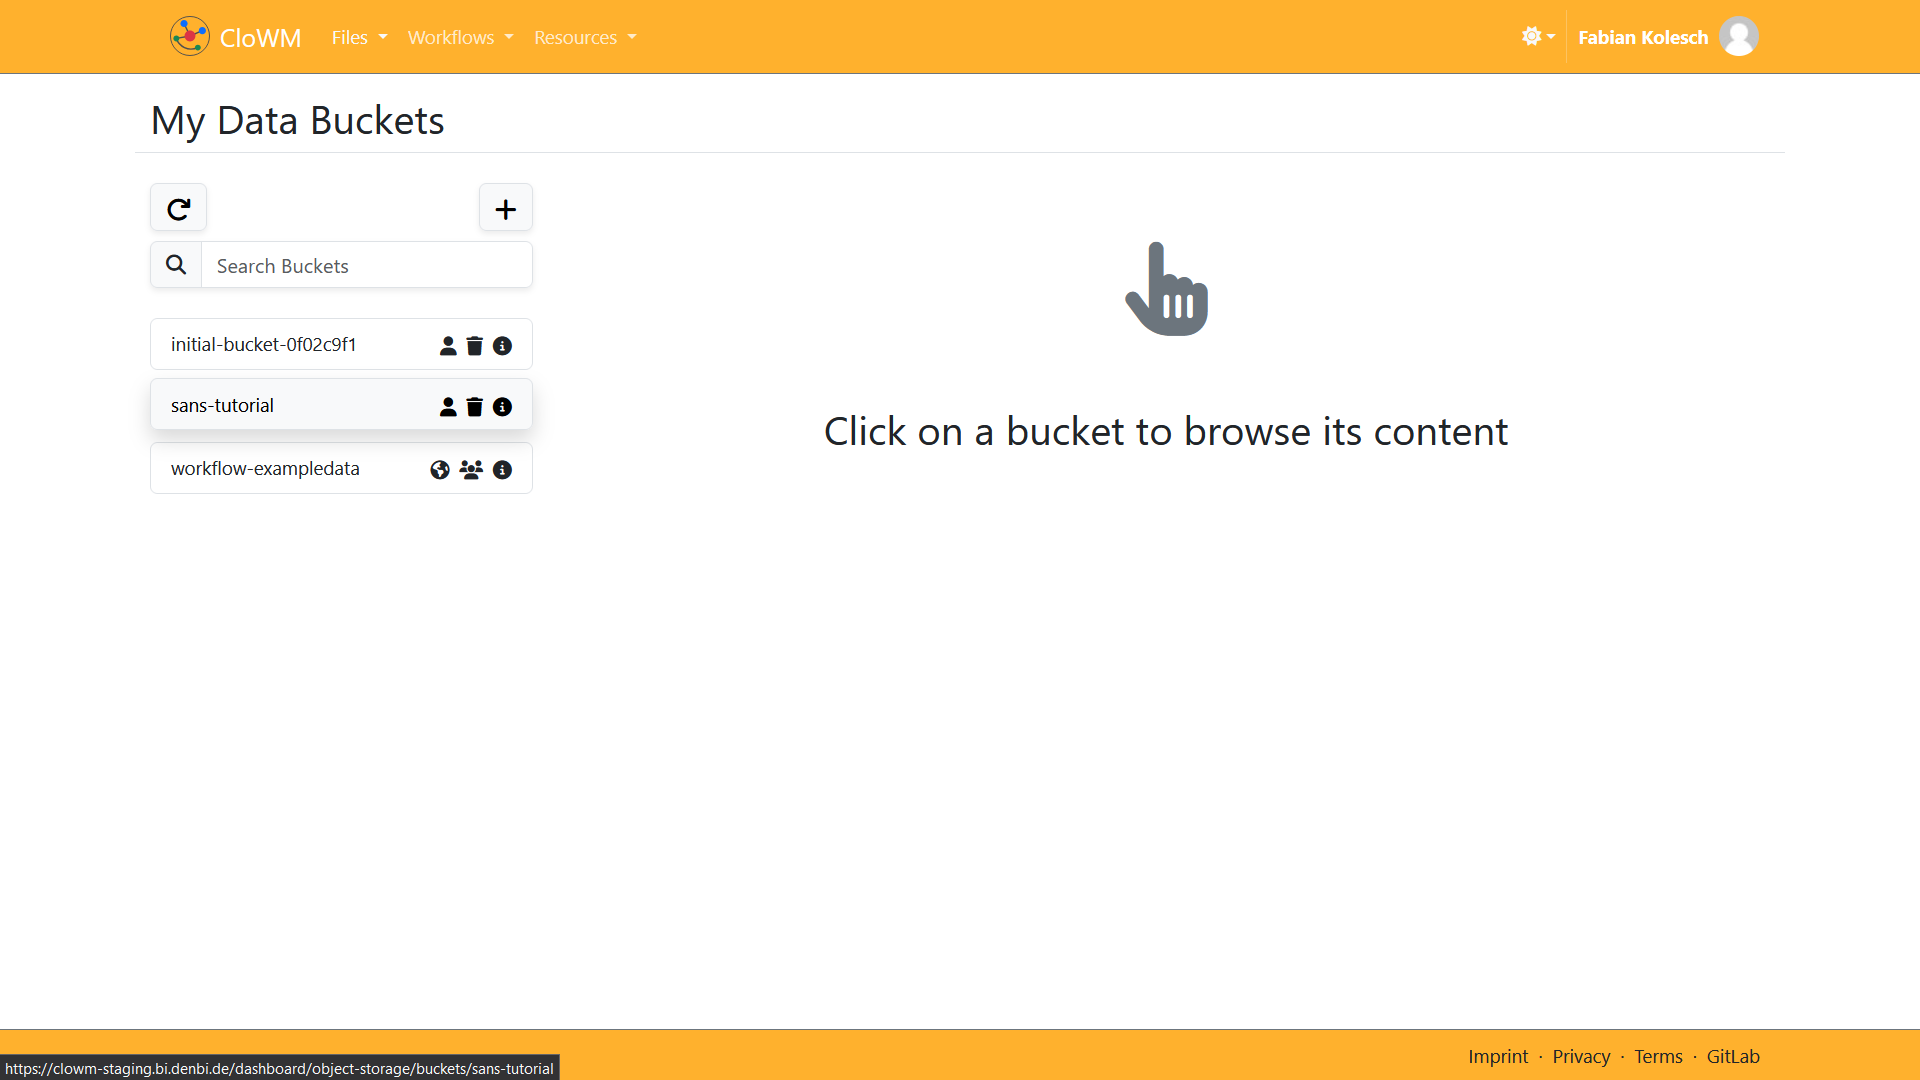 CloWM Files Workflows Resources Fabian Kolesch
My Data Buckets
Search Buckets
initial-bucket-0f02c9f1
sans-tutorial
workflow-exampledata
Click on a bucket to browse its content
Imprint · Privacy · Terms · GitLab
https://clowm-staging.bi.denbi.de/dashboard/object-storage/buckets/sans-tutorial